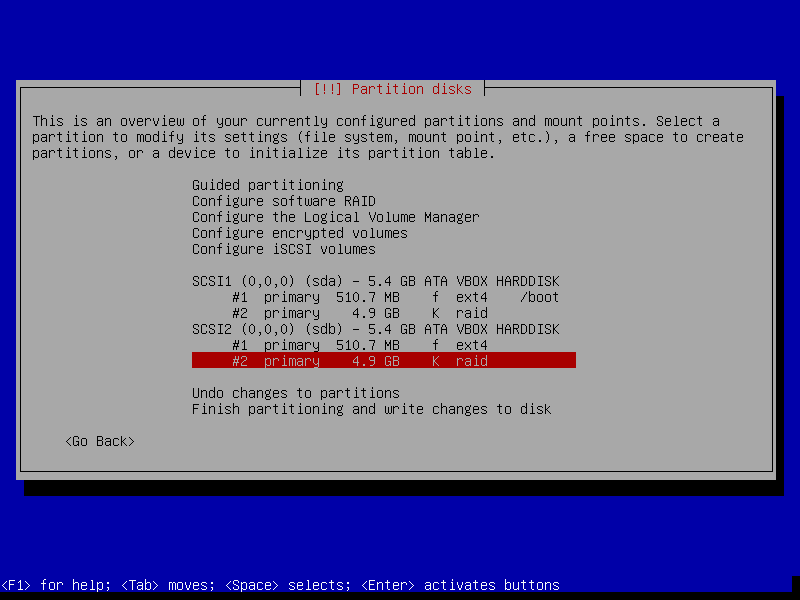 [!!] Partition disks
This is an overview of your currently configured partitions and mount points. Select a
partition to modify its settings (file system, mount point, etc.), a free space to create
partitions, or a device to initialize its partition table.
Guided partitioning
Configure software RAID
Configure the Logical Volume Manager
Configure encrypted volumes
Configure iSCSI volumes
SCSI1 (0,0,0) (sda) - 5.4 GB ATA VBOX HARDDISK
#1 primary 510.7 MB f ext4 /boot
#2 primary 4.9 GB K raid
SCSI2 (0,0,0) (sdb) - 5.4 GB ATA VBOX HARDDISK
#1 primary 510.7 MB f ext4
#2 primary 4.9 GB K raid
Undo changes to partitions
Finish partitioning and write changes to disk
<Go Back>
<F1> for help; <Tab> moves; <Space> selects; <Enter> activates buttons